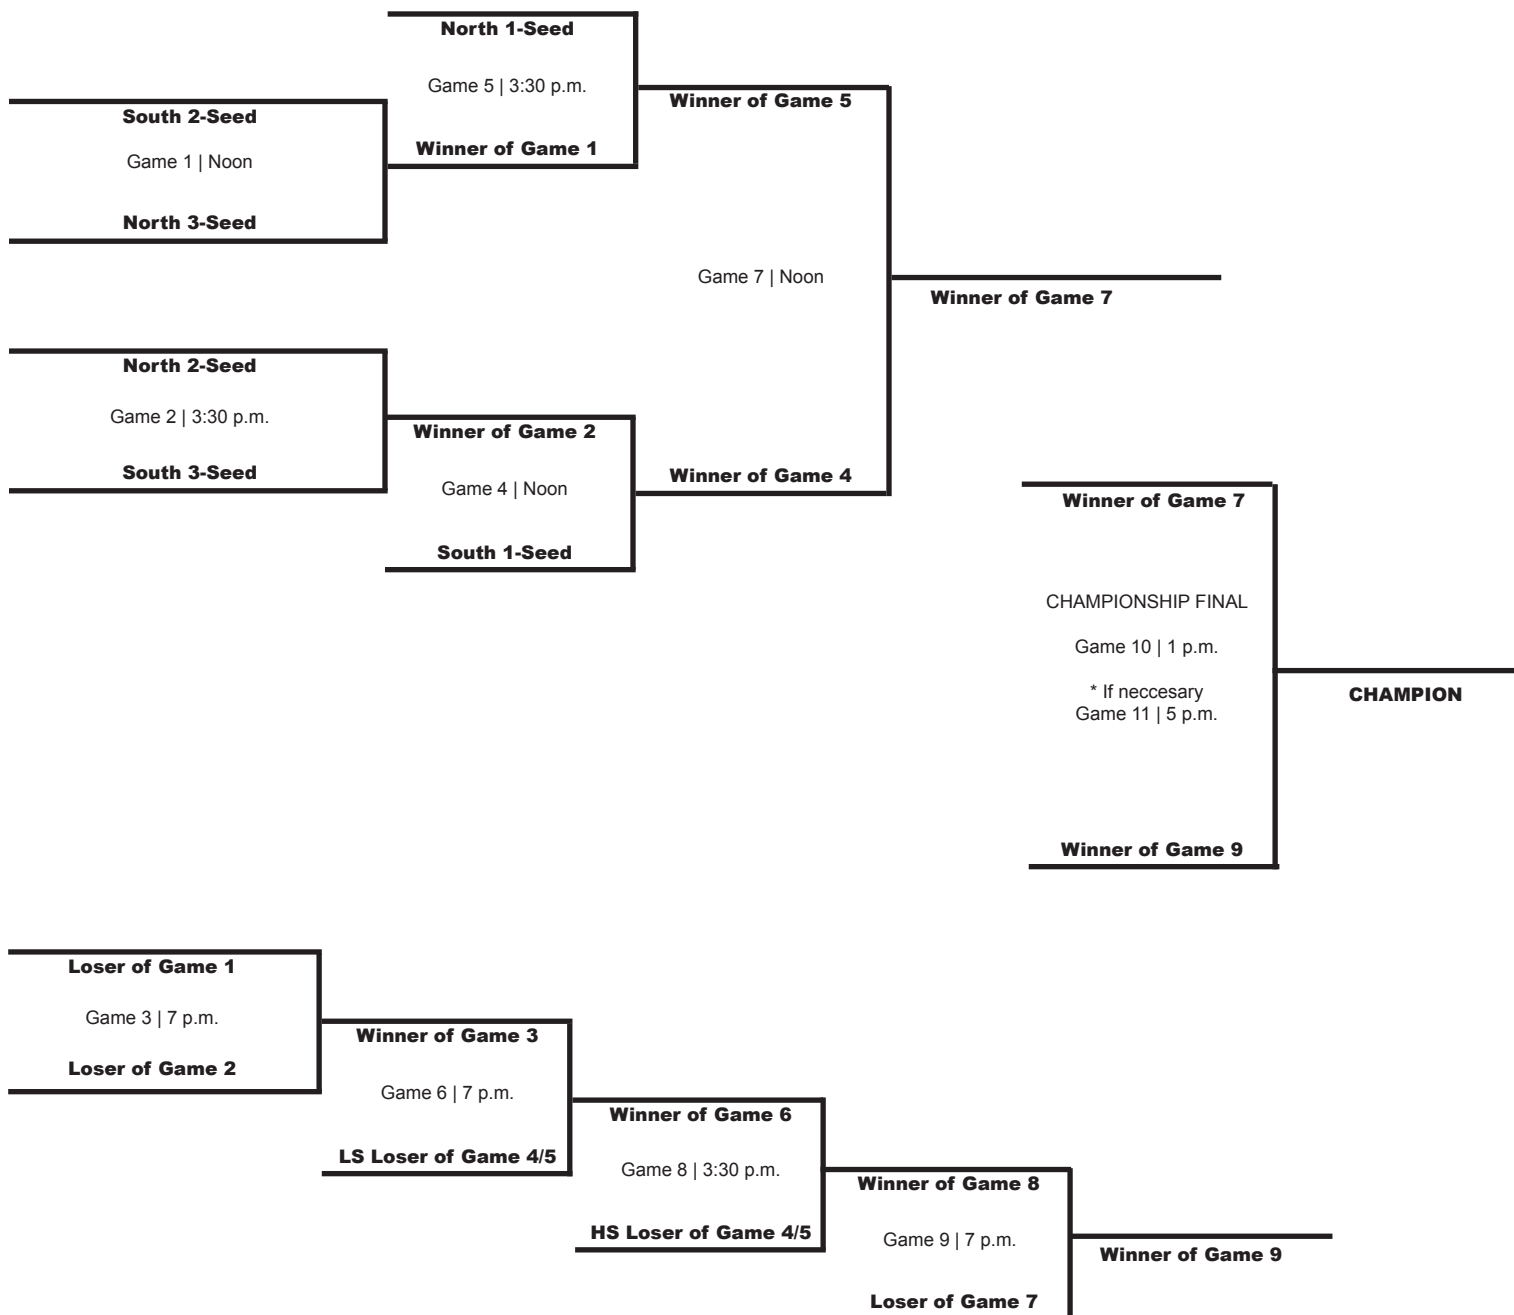 North 1-Seed
Game 5 | 3:30 p.m.
Winner of Game 1
South 2-Seed
Game 1 | Noon
North 3-Seed
Winner of Game 5
Game 7 | Noon
Winner of Game 4
Winner of Game 7
North 2-Seed
Game 2 | 3:30 p.m.
South 3-Seed
Winner of Game 2
Game 4 | Noon
South 1-Seed
Winner of Game 7
CHAMPIONSHIP FINAL
Game 10 | 1 p.m.
* If neccesary
Game 11 | 5 p.m.
Winner of Game 9
CHAMPION
Loser of Game 1
Game 3 | 7 p.m.
Loser of Game 2
Winner of Game 3
Game 6 | 7 p.m.
LS Loser of Game 4/5
Winner of Game 6
Game 8 | 3:30 p.m.
HS Loser of Game 4/5
Winner of Game 8
Game 9 | 7 p.m.
Loser of Game 7
Winner of Game 9